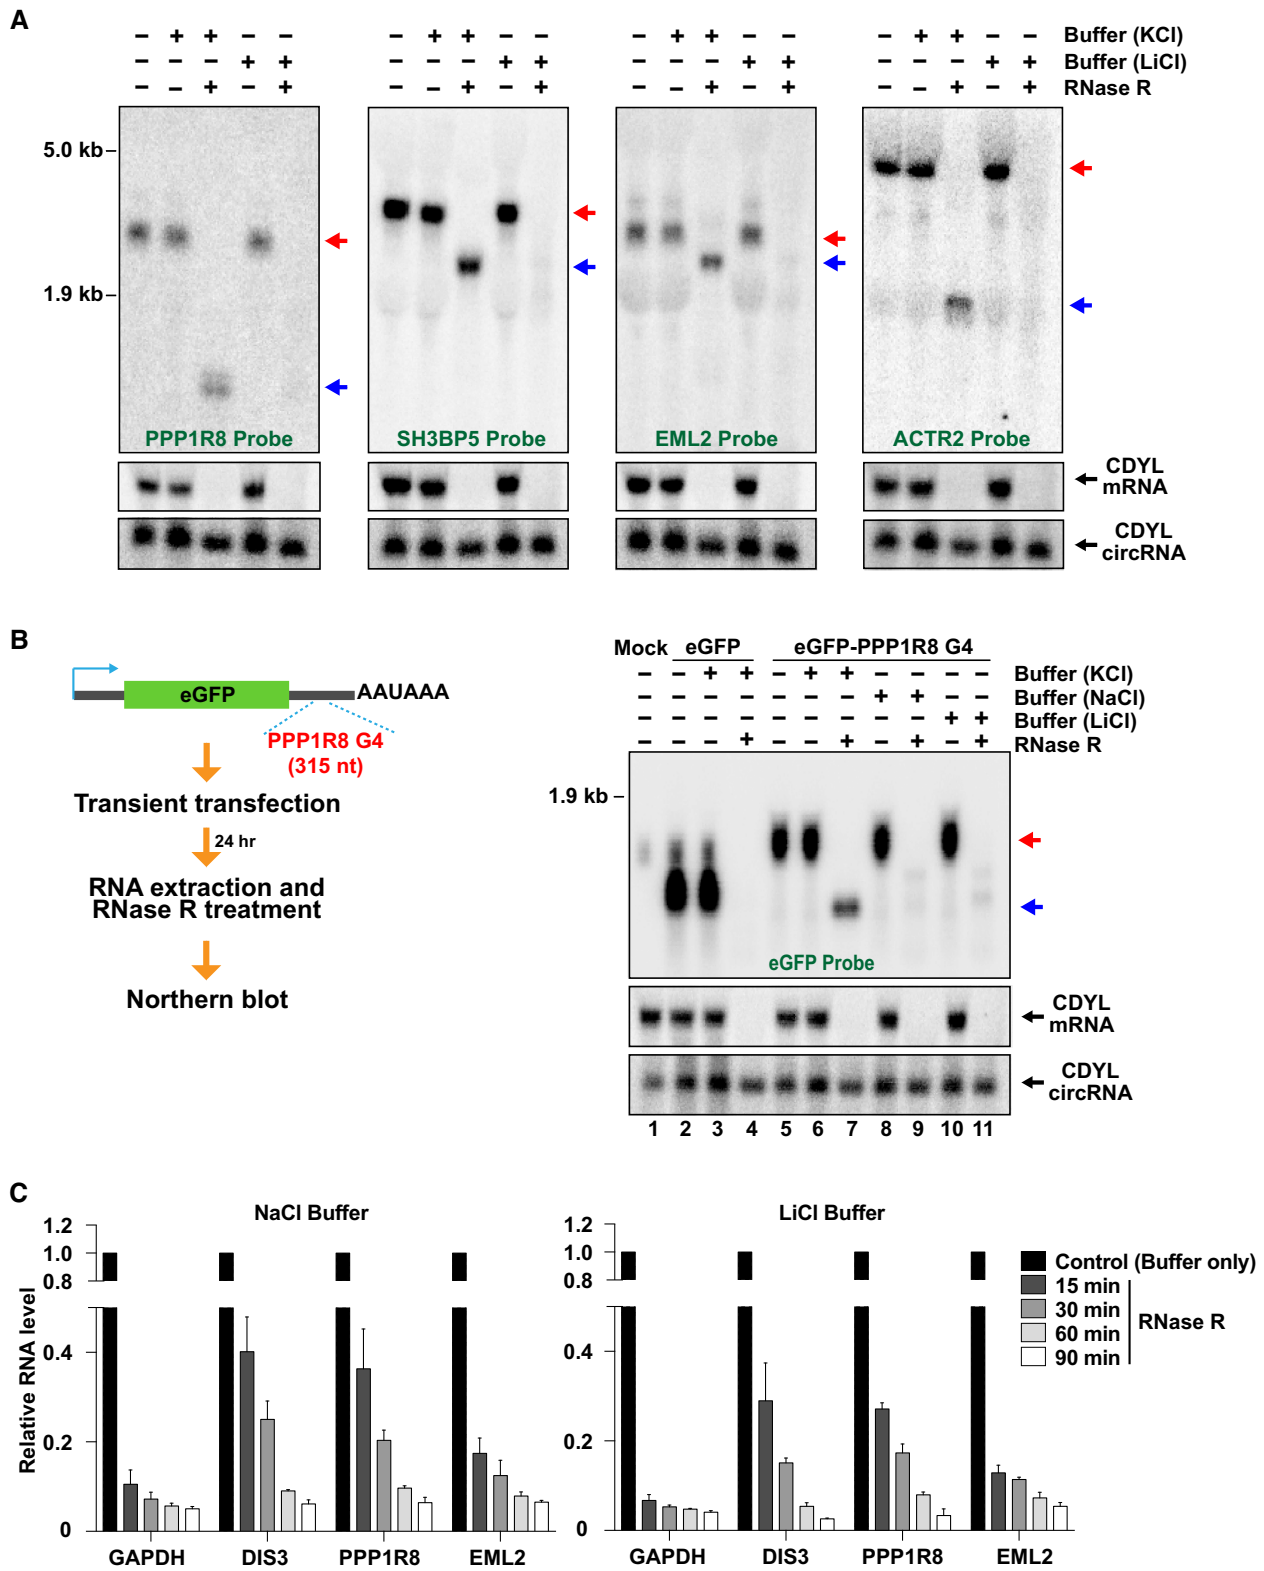 A
– + + – – – + + – – – + + – – – + + – – Buffer (KCl)
– – – + + – – – + + – – – + + – – – + + Buffer (LiCl)
– – + – + – – + – + – – + – + – – + – + RNase R
5.0 kb
1.9 kb
PPP1R8 Probe
SH3BP5 Probe
EML2 Probe
ACTR2 Probe
CDYL
mRNA
CDYL
circRNA
B
eGFP
AAUAAA
PPP1R8 G4
(315 nt)
Transient transfection
24 hr
RNA extraction and
RNase R treatment
Northern blot
Mock eGFP eGFP-PPP1R8 G4
– – + + – + + – – – – Buffer (KCl)
– – – – – – – + + – – Buffer (NaCl)
– – – – – – – – – + + Buffer (LiCl)
– – – + – – + – + – + RNase R
1.9 kb
eGFP Probe
CDYL
mRNA
CDYL
circRNA
1 2 3 4 5 6 7 8 9 10 11
C
NaCl Buffer
Relative RNA level
1.2
1.0
0.8
0.4
0.2
0
GAPDH DIS3 PPP1R8 EML2
LiCl Buffer
1.2
1.0
0.8
0.4
0.2
0
GAPDH DIS3 PPP1R8 EML2
Control (Buffer only)
15 min
30 min
60 min
90 min
RNase R